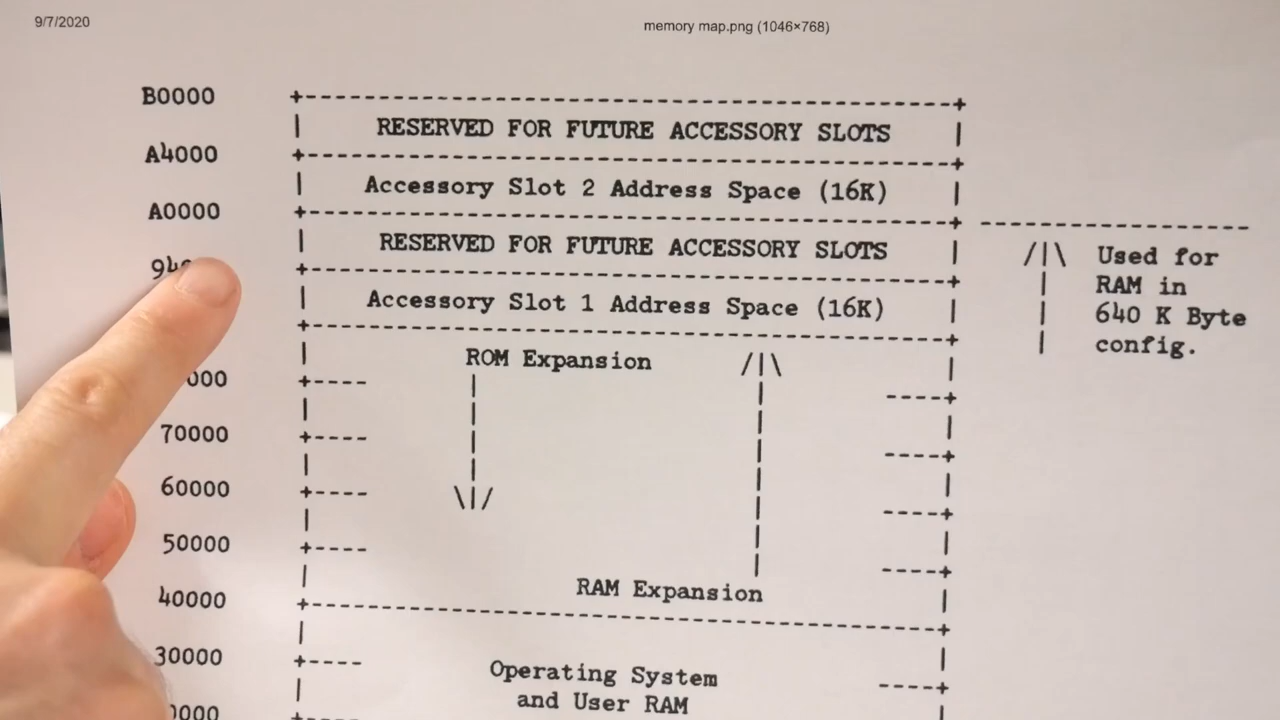 9/7/2020 memory map.png (1046×768)
B0000 +-----------------------------------------------+
| RESERVED FOR FUTURE ACCESSORY SLOTS |
A4000 +-----------------------------------------------+
| Accessory Slot 2 Address Space (16K) |
A0000 +-----------------------------------------------+ --------------------
| RESERVED FOR FUTURE ACCESSORY SLOTS | /|\ Used for
+-----------------------------------------------+ | RAM in
| Accessory Slot 1 Address Space (16K) | | 640 K Byte
+-----------------------------------------------+ | config.
| ROM Expansion /|\ |
+---- | | ----+
70000 +---- | | ----+
60000 +---- \|/ | ----+
50000 +---- | ----+
| RAM Expansion |
40000 +-----------------------------------------------+
30000 +---- Operating System ----+
| and User RAM |